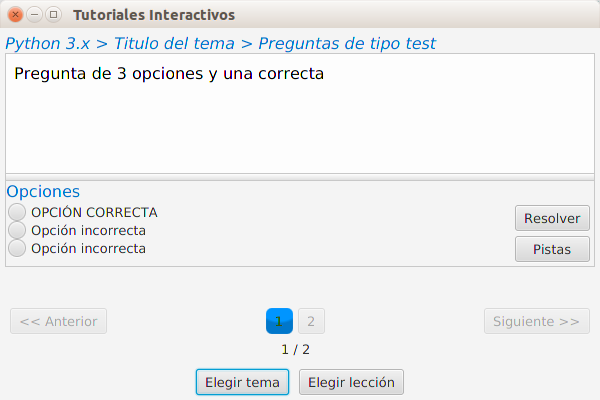 Tutoriales Interactivos
Python 3.x > Titulo del tema > Preguntas de tipo test
Pregunta de 3 opciones y una correcta
Opciones
OPCIÓN CORRECTA
Opción incorrecta
Opción incorrecta
Resolver
Pistas
<< Anterior
1
2
Siguiente >>
1 / 2
Elegir tema
Elegir lección